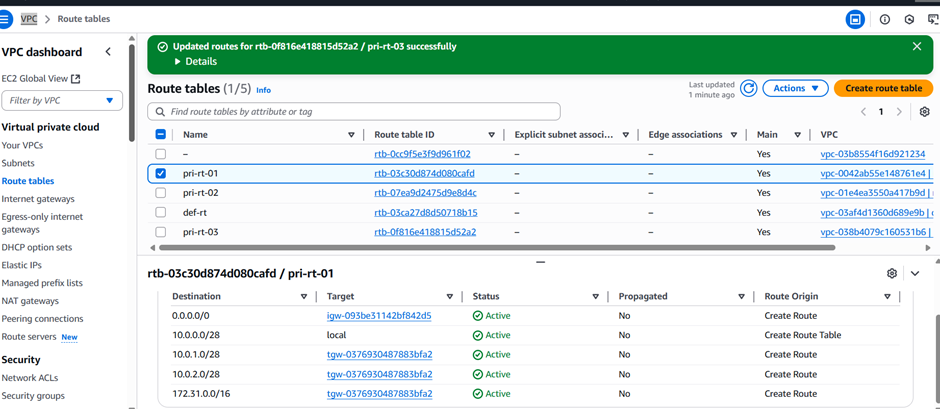 VPC > Route tables
VPC dashboard
EC2 Global View
Filter by VPC
Virtual private cloud
Your VPCs
Subnets
Route tables
Internet gateways
Egress-only internet
gateways
DHCP option sets
Elastic IPs
Managed prefix lists
NAT gateways
Peering connections
Route servers New
Security
Network ACLs
Security groups
Updated routes for rtb-0f816e418815d52a2 / pri-rt-03 successfully
Details
Route tables (1/5) Info
Last updated
1 minute ago
Actions
Create route table
Find route tables by attribute or tag
1
Name Route table ID Explicit subnet associ... Edge associations Main VPC
– rtb-0cc9f5e3f9d961f02 – – Yes vpc-03b8554f16d921234
pri-rt-01 rtb-03c30d874d080cafd – – Yes vpc-0042ab55e148761e4 |
pri-rt-02 rtb-07ea9d2475d9e8d4c – – Yes vpc-01e4ea3550a417b9d |
def-rt rtb-03ca27d8d50718b15 – – Yes vpc-03af4d1360d689e9b |
pri-rt-03 rtb-0f816e418815d52a2 – – Yes vpc-038b4079c160531b6 |
rtb-03c30d874d080cafd / pri-rt-01
Destination Target Status Propagated Route Origin
0.0.0.0/0 igw-093be31142bf842d5 Active No Create Route
10.0.0.0/28 local Active No Create Route Table
10.0.1.0/28 tgw-0376930487883bfa2 Active No Create Route
10.0.2.0/28 tgw-0376930487883bfa2 Active No Create Route
172.31.0.0/16 tgw-0376930487883bfa2 Active No Create Route